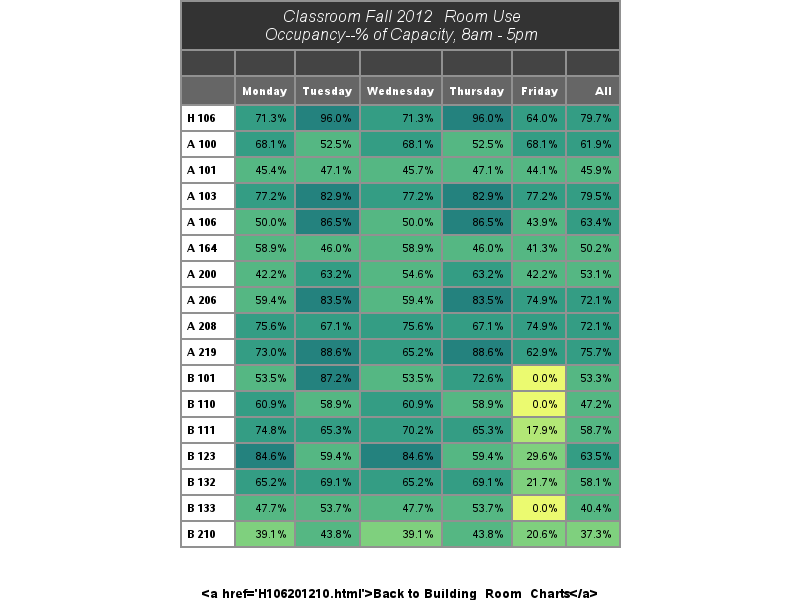 Classroom Fall 2012 Room Use
Occupancy--% of Capacity, 8am - 5pm
Monday Tuesday Wednesday Thursday Friday All
H 106 71.3% 96.0% 71.3% 96.0% 64.0% 79.7%
A 100 68.1% 52.5% 68.1% 52.5% 68.1% 61.9%
A 101 45.4% 47.1% 45.7% 47.1% 44.1% 45.9%
A 103 77.2% 82.9% 77.2% 82.9% 77.2% 79.5%
A 106 50.0% 86.5% 50.0% 86.5% 43.9% 63.4%
A 164 58.9% 46.0% 58.9% 46.0% 41.3% 50.2%
A 200 42.2% 63.2% 54.6% 63.2% 42.2% 53.1%
A 206 59.4% 83.5% 59.4% 83.5% 74.9% 72.1%
A 208 75.6% 67.1% 75.6% 67.1% 74.9% 72.1%
A 219 73.0% 88.6% 65.2% 88.6% 62.9% 75.7%
B 101 53.5% 87.2% 53.5% 72.6% 0.0% 53.3%
B 110 60.9% 58.9% 60.9% 58.9% 0.0% 47.2%
B 111 74.8% 65.3% 70.2% 65.3% 17.9% 58.7%
B 123 84.6% 59.4% 84.6% 59.4% 29.6% 63.5%
B 132 65.2% 69.1% 65.2% 69.1% 21.7% 58.1%
B 133 47.7% 53.7% 47.7% 53.7% 0.0% 40.4%
B 210 39.1% 43.8% 39.1% 43.8% 20.6% 37.3%
<a href='H106201210.html'>Back to Building Room Charts</a>